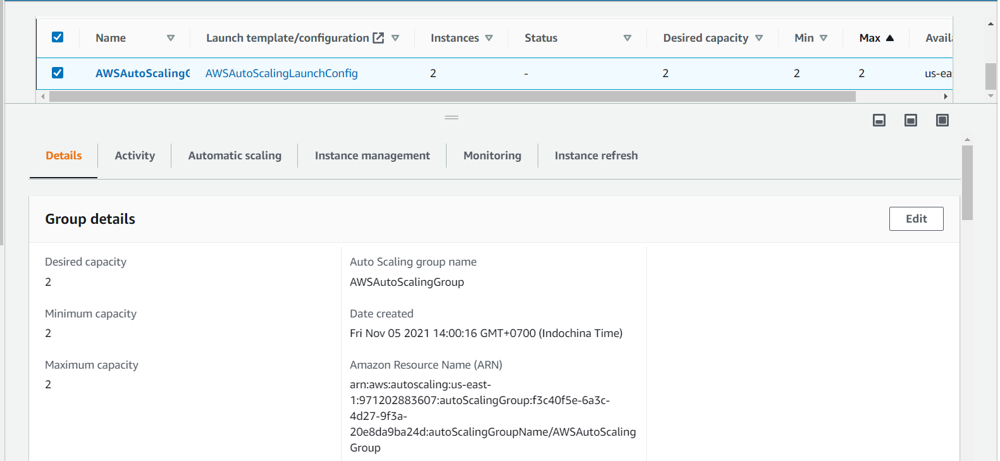 Name Launch template/configuration Instances Status Desired capacity Min Max Avail
AWSAutoScalingG AWSAutoScalingLaunchConfig 2 - 2 2 2 us-ea
Details Activity Automatic scaling Instance management Monitoring Instance refresh
Group details Edit
Desired capacity
2
Minimum capacity
2
Maximum capacity
2
Auto Scaling group name
AWSAutoScalingGroup
Date created
Fri Nov 05 2021 14:00:16 GMT+0700 (Indochina Time)
Amazon Resource Name (ARN)
arn:aws:autoscaling:us-east-
1:971202883607:autoScalingGroup:f3c40f5e-6a3c-
4d27-9f3a-
20e8da9ba24d:autoScalingGroupName/AWSAutoScaling
Group